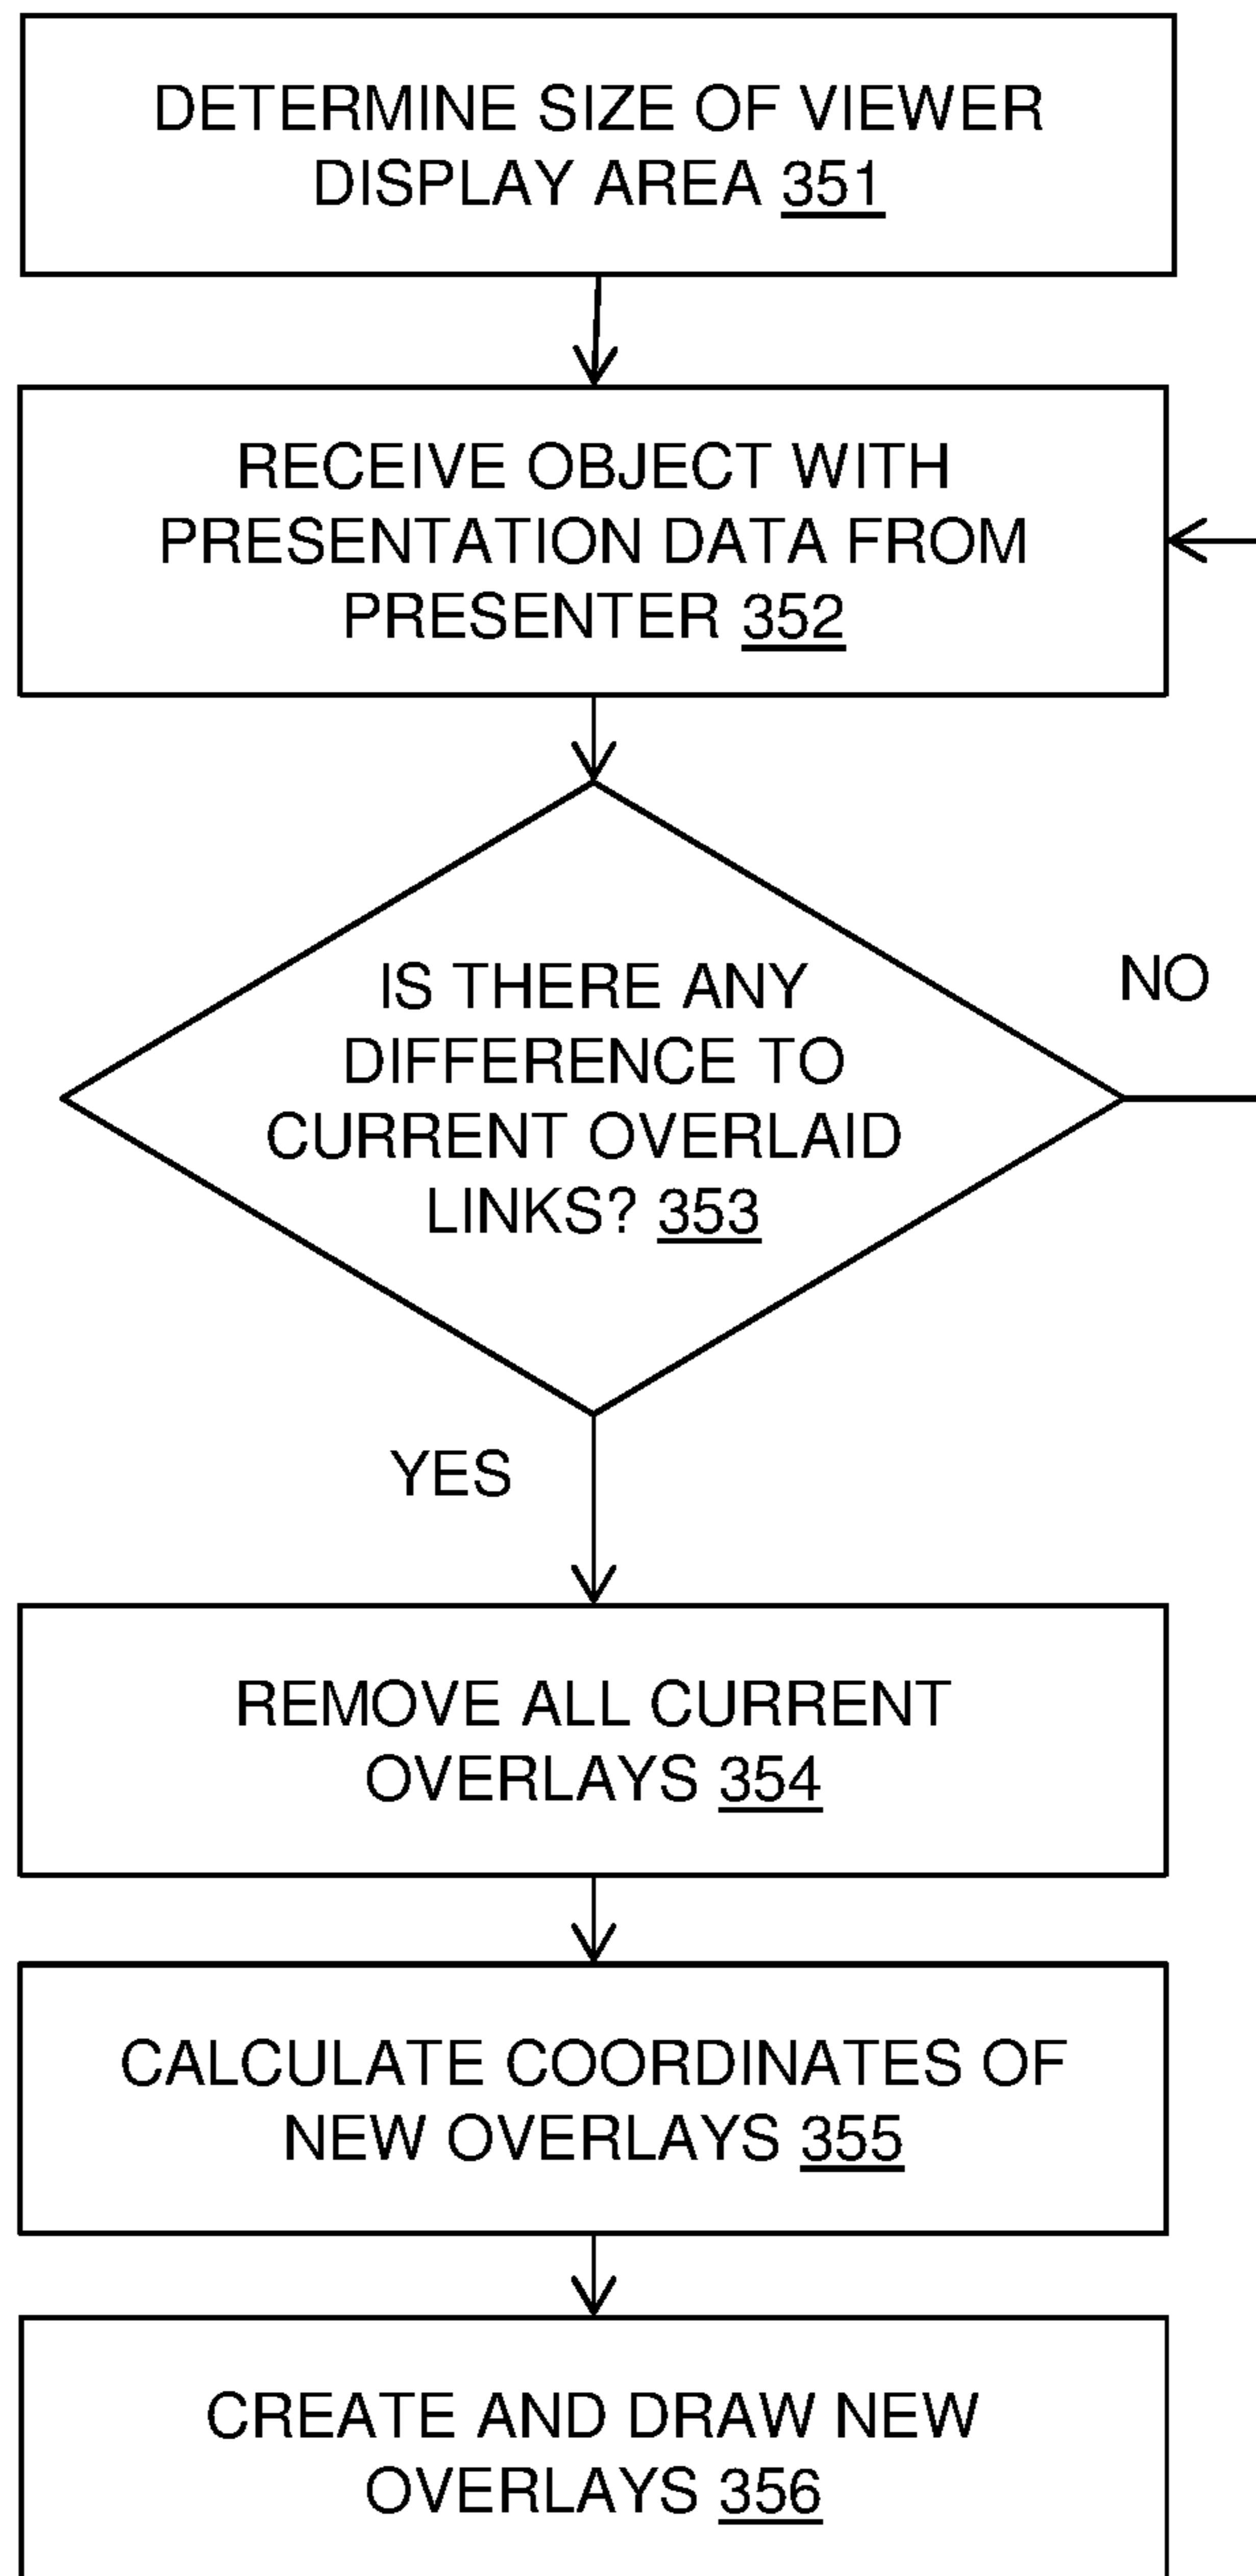 DETERMINE SIZE OF VIEWER
DISPLAY AREA 351
RECEIVE OBJECT WITH
PRESENTATION DATA FROM
PRESENTER 352
IS THERE ANY
DIFFERENCE TO
CURRENT OVERLAID
LINKS? 353
NO
YES
REMOVE ALL CURRENT
OVERLAYS 354
CALCULATE COORDINATES OF
NEW OVERLAYS 355
CREATE AND DRAW NEW
OVERLAYS 356